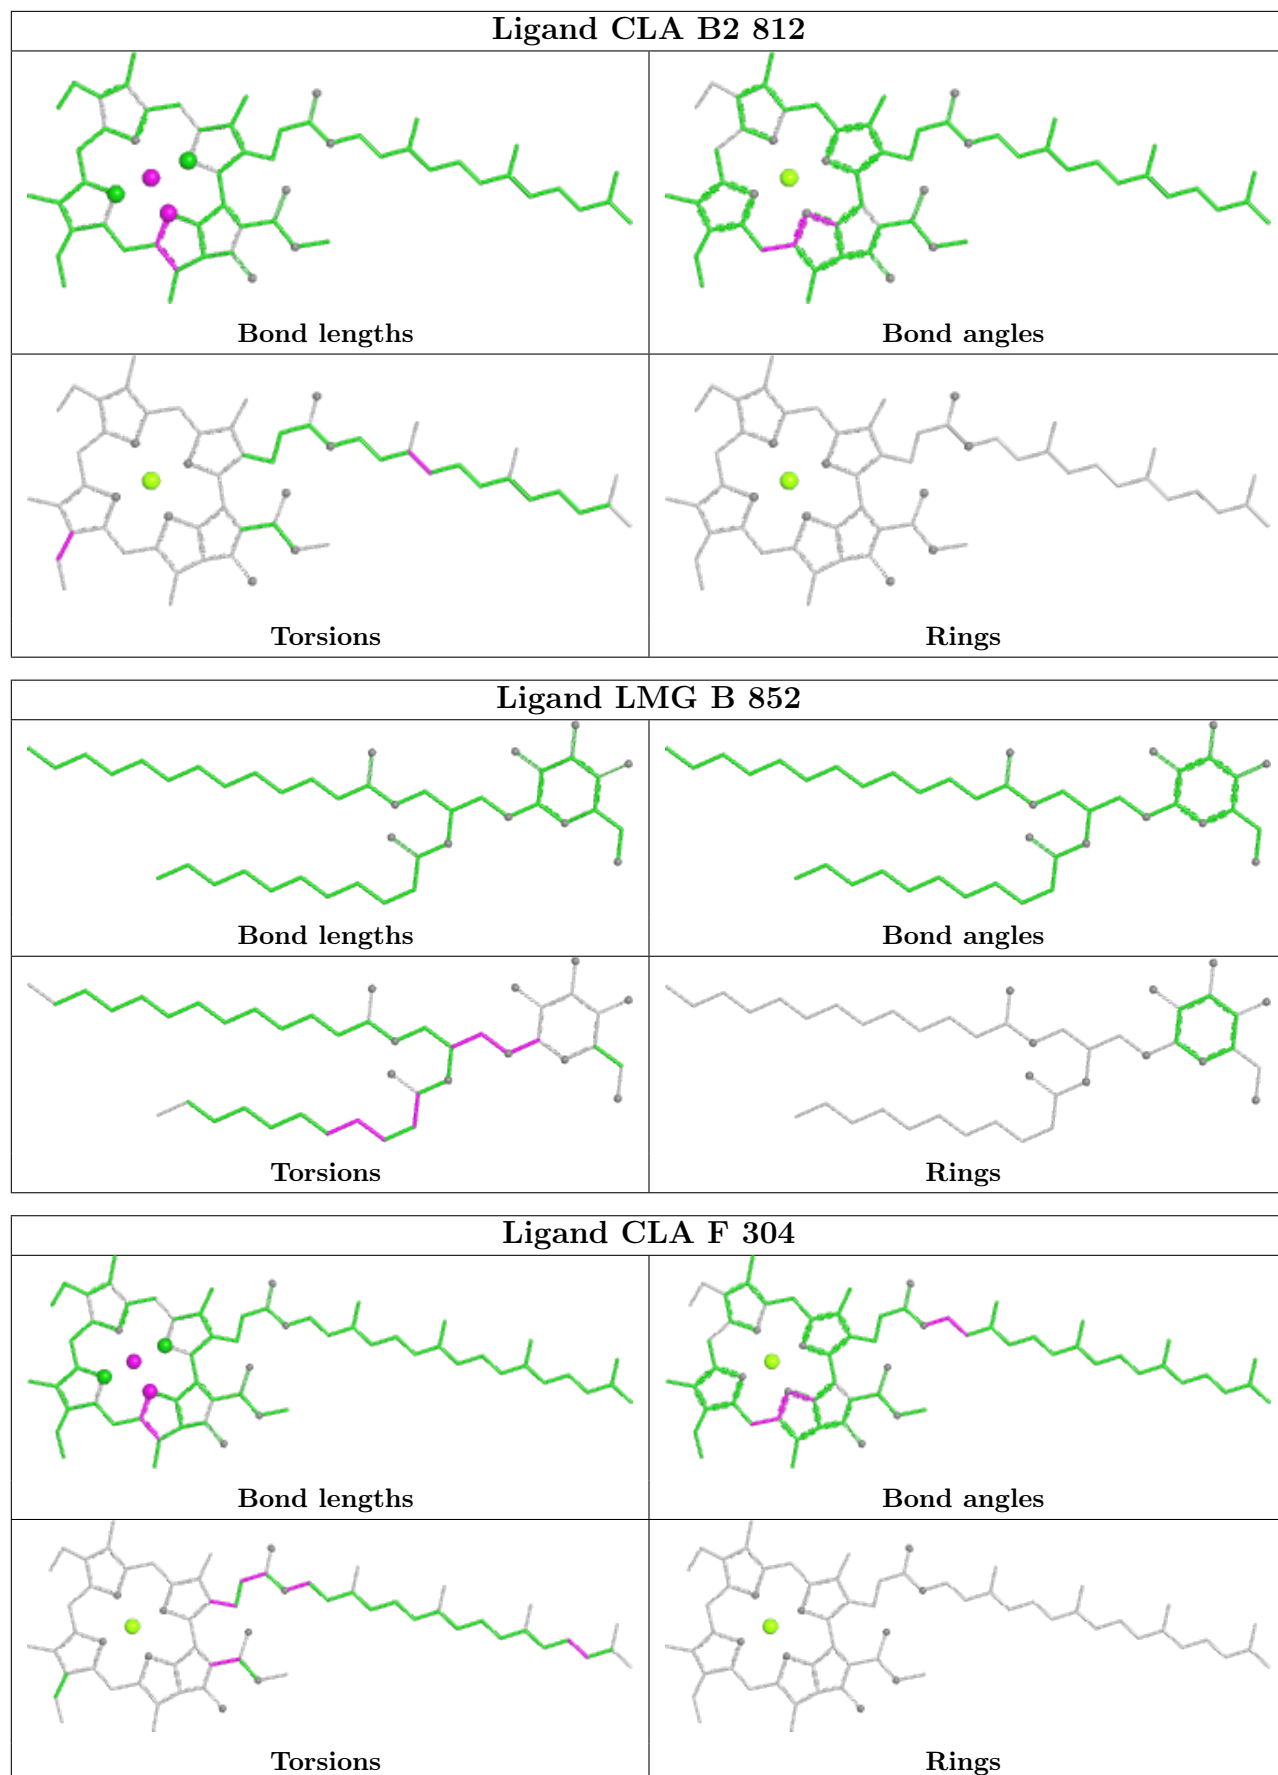 Ligand CLA B2 812
Bond lengths
Bond angles
Torsions
Rings
Ligand LMG B 852
Bond lengths
Bond angles
Torsions
Rings
Ligand CLA F 304
Bond lengths
Bond angles
Torsions
Rings